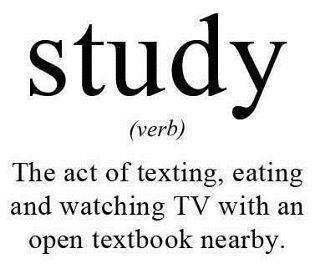 study
(verb)
The act of texting, eating
and watching TV with an
open textbook nearby.